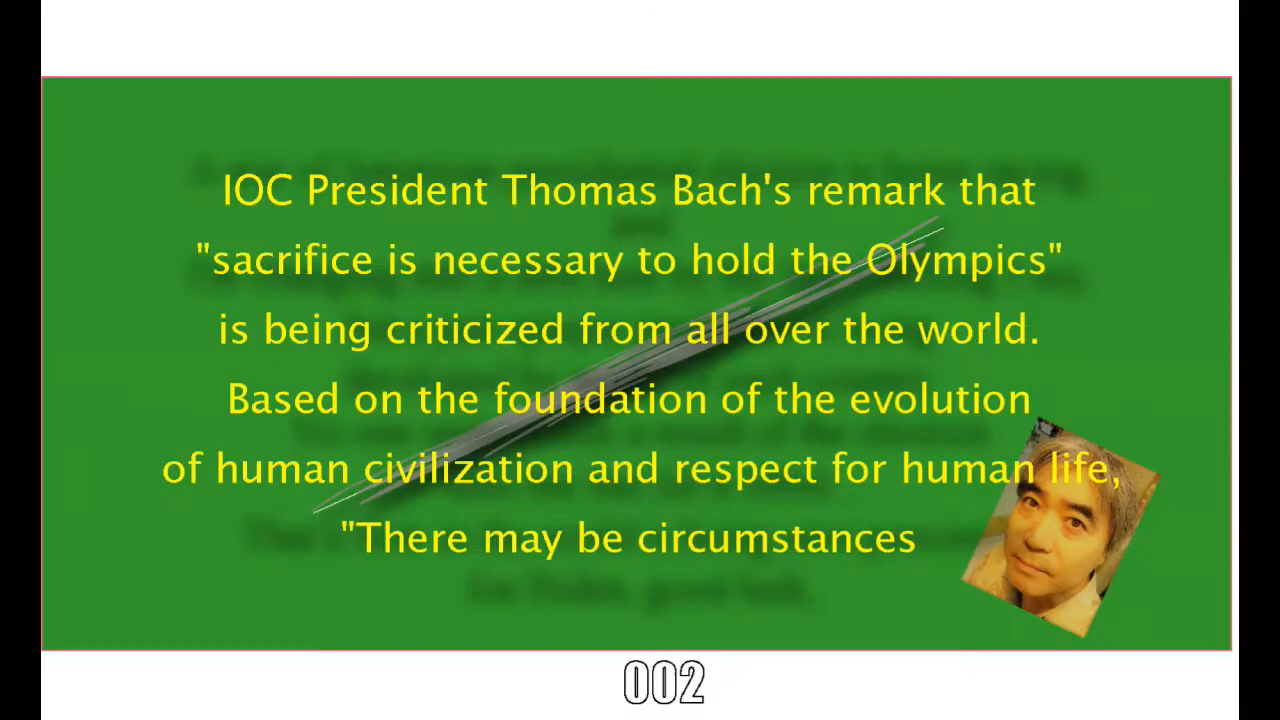 IOC President Thomas Bach's remark that
"sacrifice is necessary to hold the Olympics"
is being criticized from all over the world.
Based on the foundation of the evolution
of human civilization and respect for human life,
"There may be circumstances
002